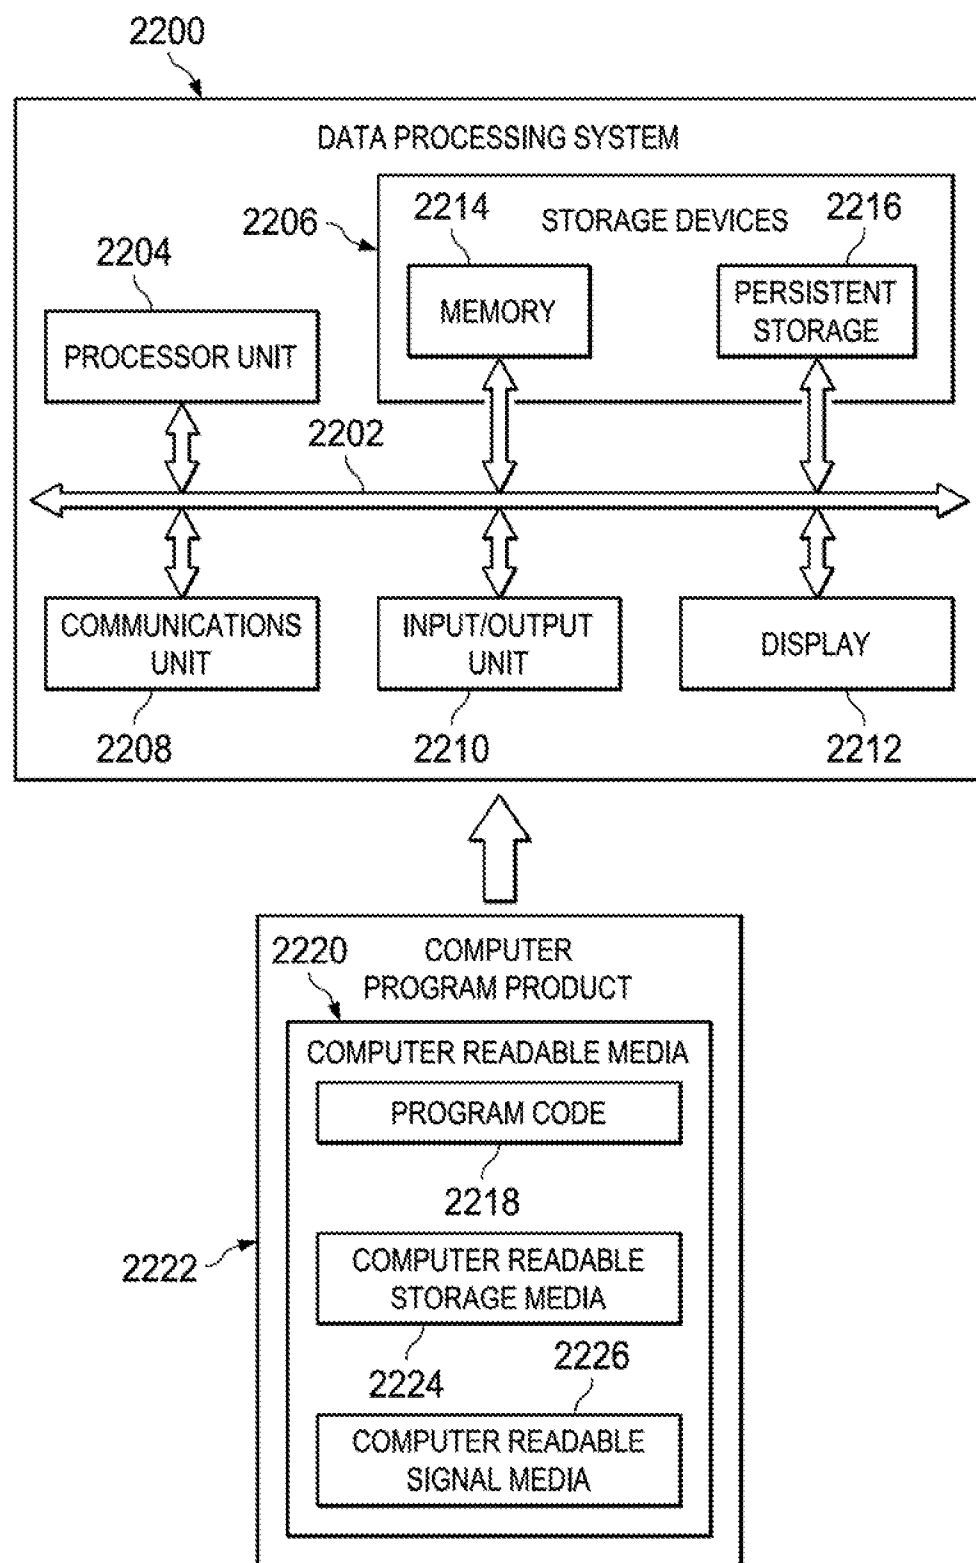 2200
DATA PROCESSING SYSTEM
2206
2214
STORAGE DEVICES
2216
2204
MEMORY
PERSISTENT
STORAGE
PROCESSOR UNIT
2202
COMMUNICATIONS
UNIT
INPUT/OUTPUT
UNIT
DISPLAY
2208
2210
2212
2220
COMPUTER
PROGRAM PRODUCT
COMPUTER READABLE MEDIA
PROGRAM CODE
2218
2222
COMPUTER READABLE
STORAGE MEDIA
2224
2226
COMPUTER READABLE
SIGNAL MEDIA